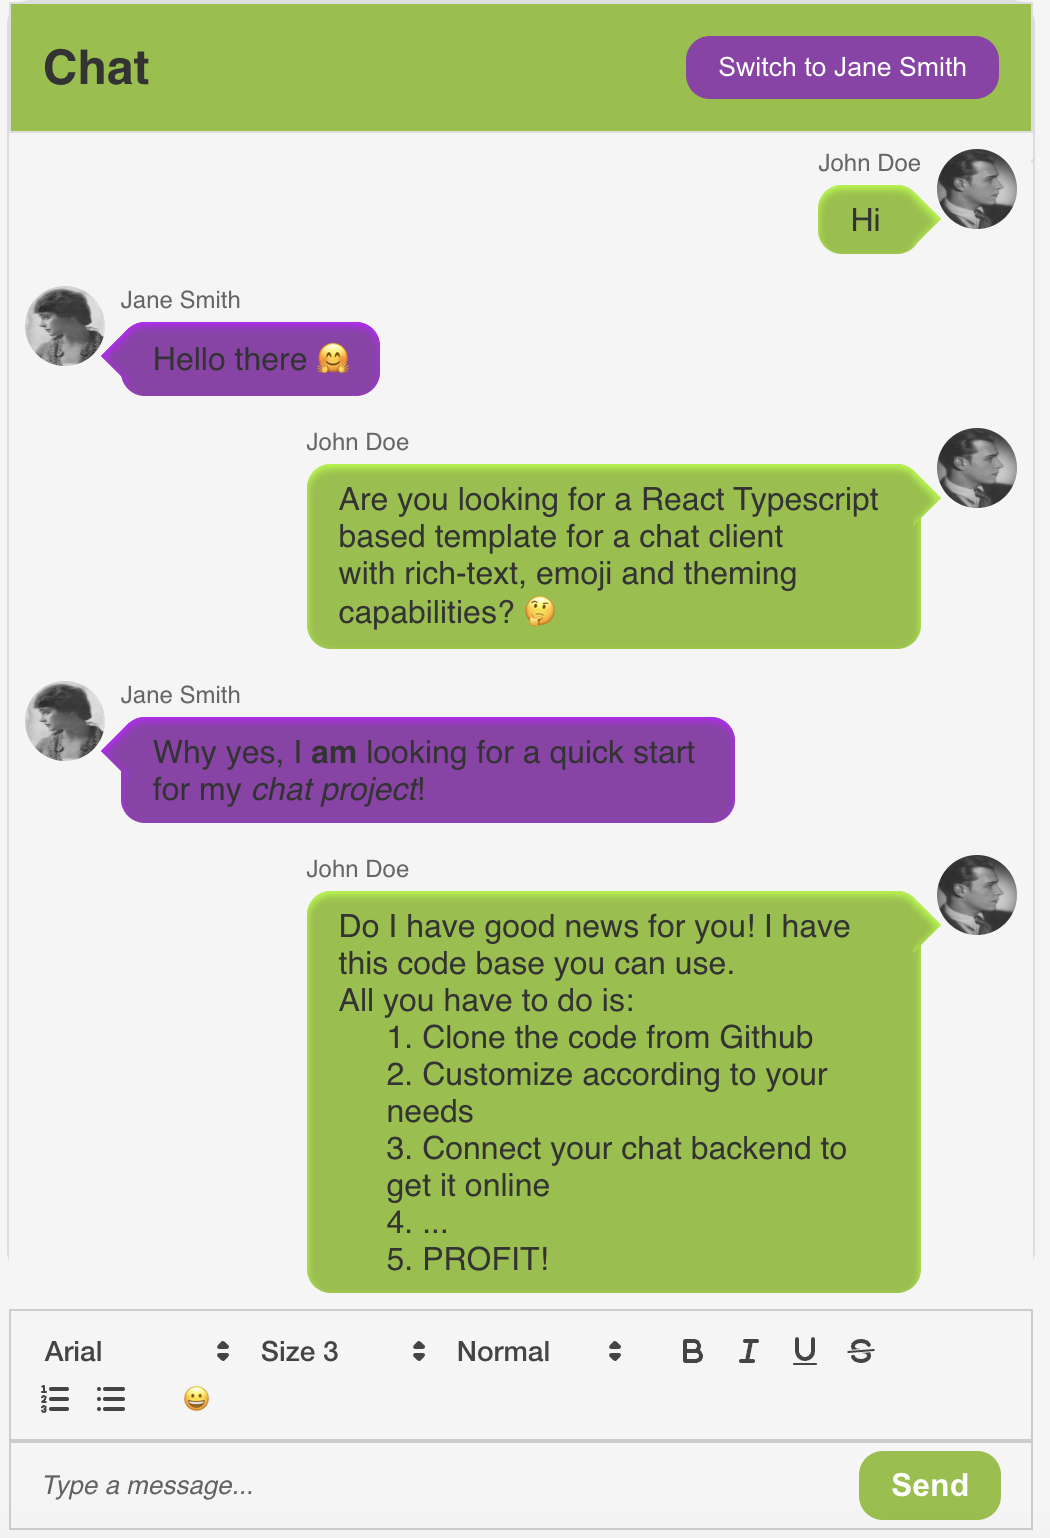 Chat
Switch to Jane Smith
John Doe
Hi
Jane Smith
Hello there 🤗
John Doe
Are you looking for a React Typescript
based template for a chat client
with rich-text, emoji and theming
capabilities? 🤔
Jane Smith
Why yes, I am looking for a quick start
for my chat project!
John Doe
Do I have good news for you! I have
this code base you can use.
All you have to do is:
1. Clone the code from Github
2. Customize according to your
needs
3. Connect your chat backend to
get it online
4. ...
5. PROFIT!
Arial Size 3 Normal B I U S
😀
Type a message...
Send